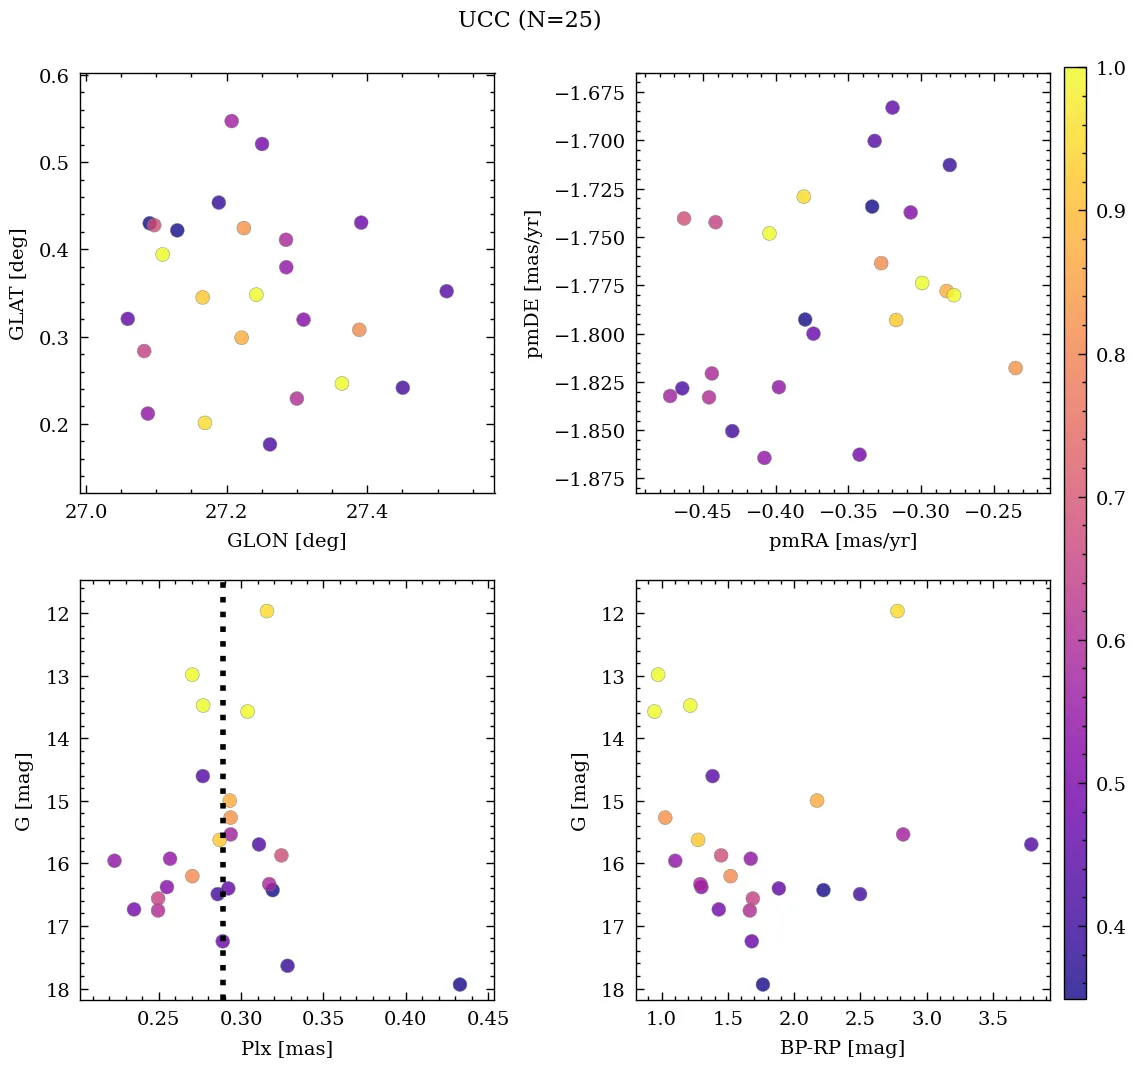 UCC (N=25)
0.6
0.5
0.4
0.3
0.2
GLAT [deg]
27.0 27.2 27.4
GLON [deg]
−1.675
−1.700
−1.725
−1.750
−1.775
−1.800
−1.825
−1.850
−1.875
pmDE [mas/yr]
−0.45 −0.40 −0.35 −0.30 −0.25
pmRA [mas/yr]
12
13
14
15
16
17
18
G [mag]
0.25 0.30 0.35 0.40 0.45
Plx [mas]
12
13
14
15
16
17
18
G [mag]
1.0 1.5 2.0 2.5 3.0 3.5
BP-RP [mag]
1.0
0.9
0.8
0.7
0.6
0.5
0.4